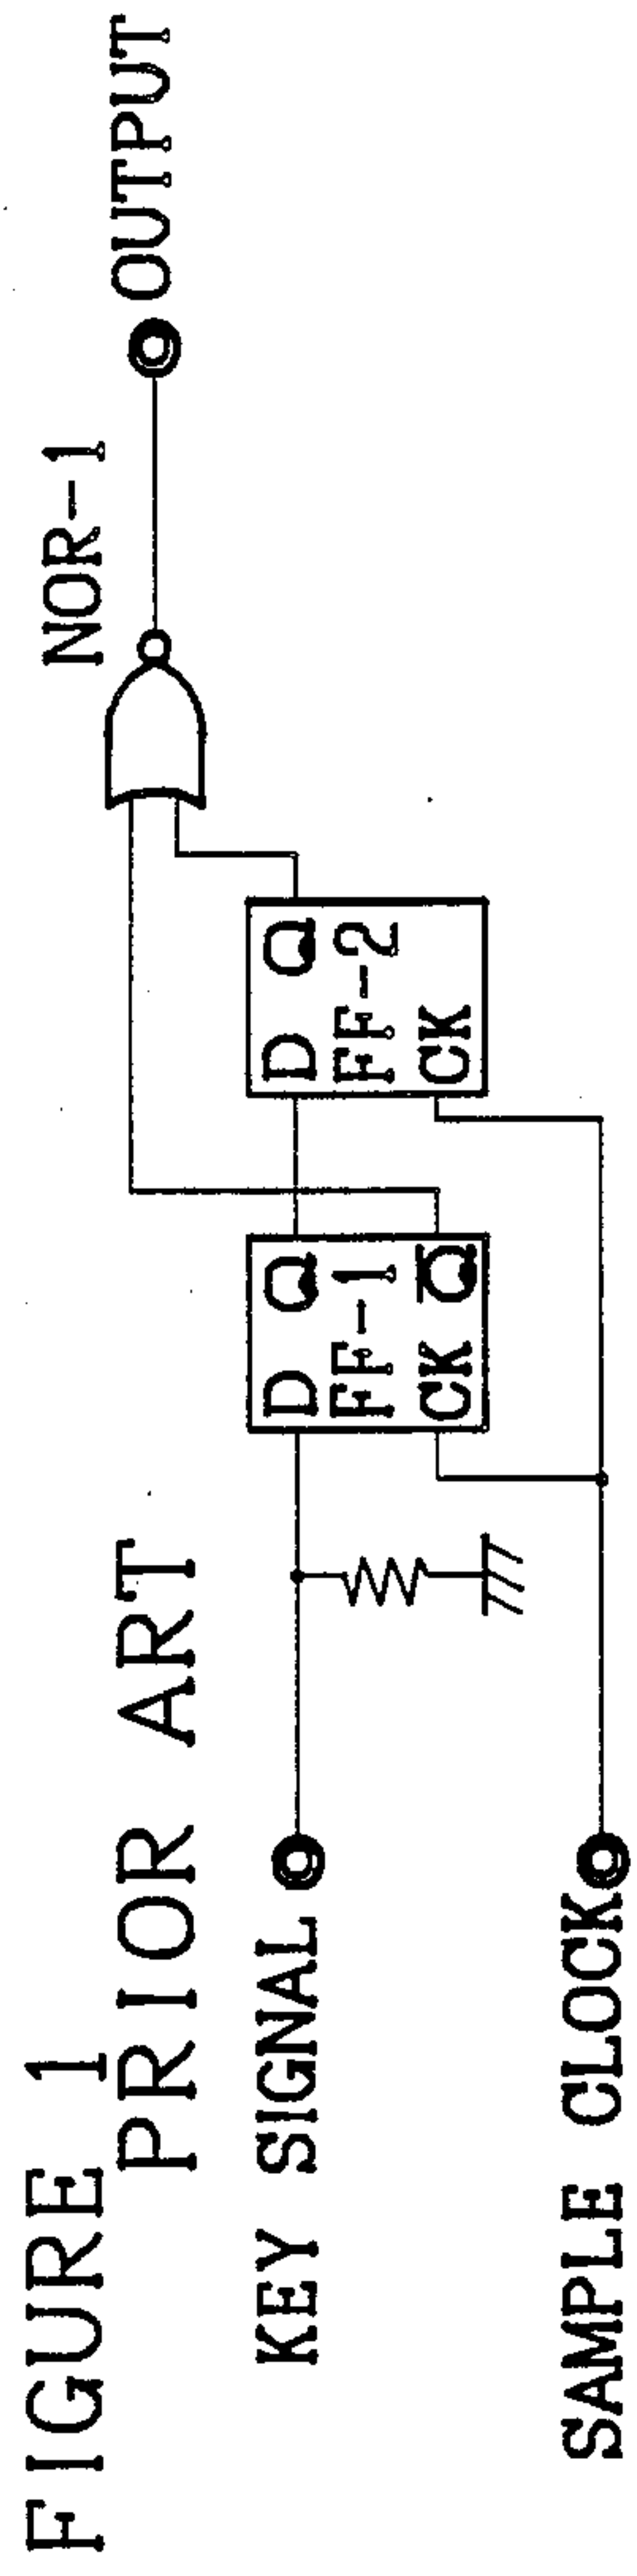 FIGURE 1
PRIOR ART
NOR-1
OUTPUT
KEY SIGNAL
D Q
FF-1
CK Q̅
D Q
FF-2
CK
SAMPLE CLOCK